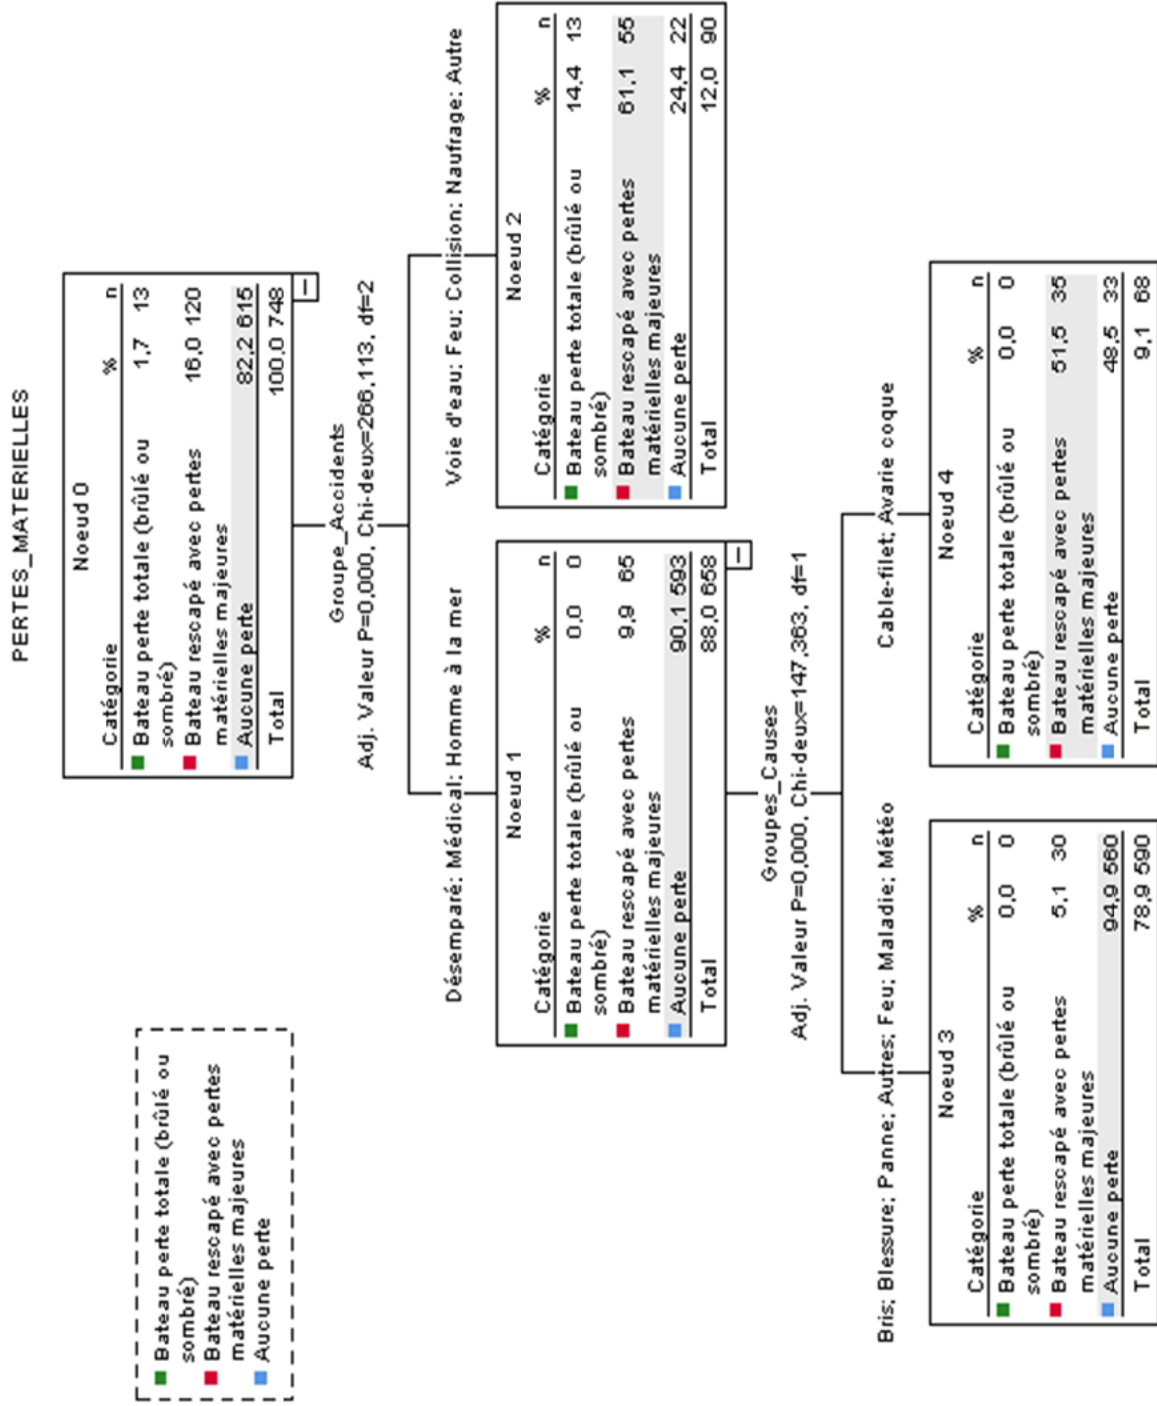 PERTES_MATERIELLES
Bateau perte totale (brûlé ou
sombré)
Bateau rescapé avec pertes
matérielles majeures
Aucune perte
Noeud 0
Catégorie % n
Bateau perte totale (brûlé ou
sombré) 1,7 13
Bateau rescapé avec pertes
matérielles majeures 16,0 120
Aucune perte 82,2 615
Total 100,0 748
Groupe_Accidents
Adj. Valeur P=0,000, Chi-deux=266,113, df=2
Désemparé; Médical; Homme à la mer
Voie d'eau; Feu; Collision; Naufrage; Autre
Noeud 1
Catégorie % n
Bateau perte totale (brûlé ou
sombré) 0,0 0
Bateau rescapé avec pertes
matérielles majeures 9,9 65
Aucune perte 90,1 593
Total 88,0 658
Noeud 2
Catégorie % n
Bateau perte totale (brûlé ou
sombré) 14,4 13
Bateau rescapé avec pertes
matérielles majeures 61,1 55
Aucune perte 24,4 22
Total 12,0 90
Groupes_Causes
Adj. Valeur P=0,000, Chi-deux=147,363, df=1
Bris; Blessure; Panne; Autres; Feu; Maladie; Météo
Cable-filet; Avarie coque
Noeud 3
Catégorie % n
Bateau perte totale (brûlé ou
sombré) 0,0 0
Bateau rescapé avec pertes
matérielles majeures 5,1 30
Aucune perte 94,9 560
Total 78,9 590
Noeud 4
Catégorie % n
Bateau perte totale (brûlé ou
sombré) 0,0 0
Bateau rescapé avec pertes
matérielles majeures 51,5 35
Aucune perte 48,5 33
Total 9,1 68